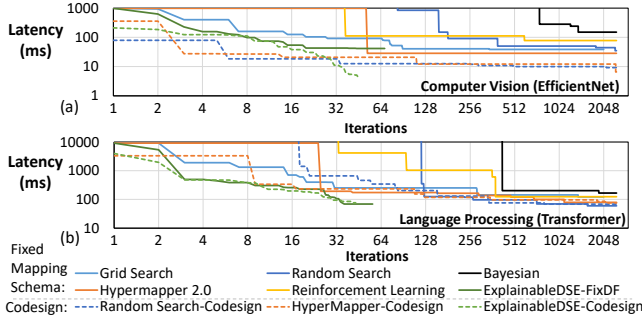 Latency
(ms)
1000
100
10
1
(a)
Computer Vision (EfficientNet)
1 2 4 8 16 32 64 128 256 512 1024 2048
Iterations
Latency
(ms)
10000
1000
100
10
(b)
Language Processing (Transformer)
1 2 4 8 16 32 64 128 256 512 1024 2048
Iterations
Fixed
Mapping
Schema:
Grid Search Random Search Bayesian
Hypermapper 2.0 Reinforcement Learning ExplainableDSE-FixDF
Codesign: Random Search-Codesign HyperMapper-Codesign ExplainableDSE-Codesign